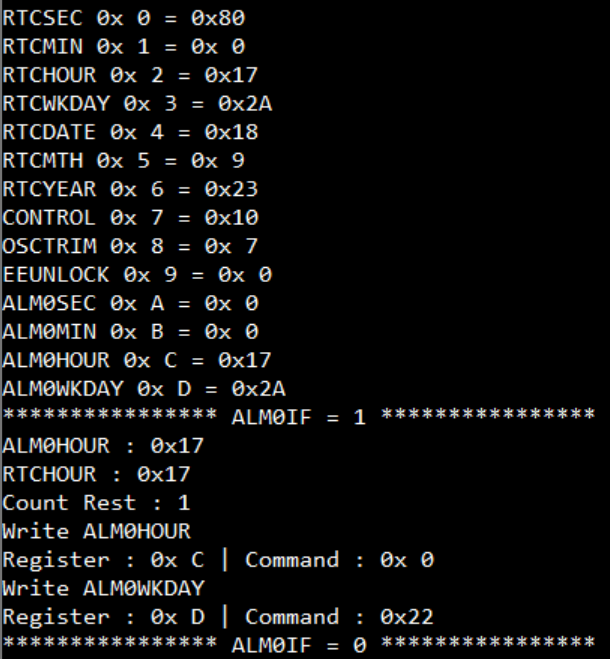 RTCSEC 0x 0 = 0x80
RTCMIN 0x 1 = 0x 0
RTCHOUR 0x 2 = 0x17
RTCWKDAY 0x 3 = 0x2A
RTCDATE 0x 4 = 0x18
RTCMTH 0x 5 = 0x 9
RTCYEAR 0x 6 = 0x23
CONTROL 0x 7 = 0x10
OSCTRIM 0x 8 = 0x 7
EEUNLOCK 0x 9 = 0x 0
ALM0SEC 0x A = 0x 0
ALM0MIN 0x B = 0x 0
ALM0HOUR 0x C = 0x17
ALM0WKDAY 0x D = 0x2A
**************** ALM0IF = 1 ****************
ALM0HOUR : 0x17
RTCHOUR : 0x17
Count Rest : 1
Write ALM0HOUR
Register : 0x C | Command : 0x 0
Write ALM0WKDAY
Register : 0x D | Command : 0x22
**************** ALM0IF = 0 ****************